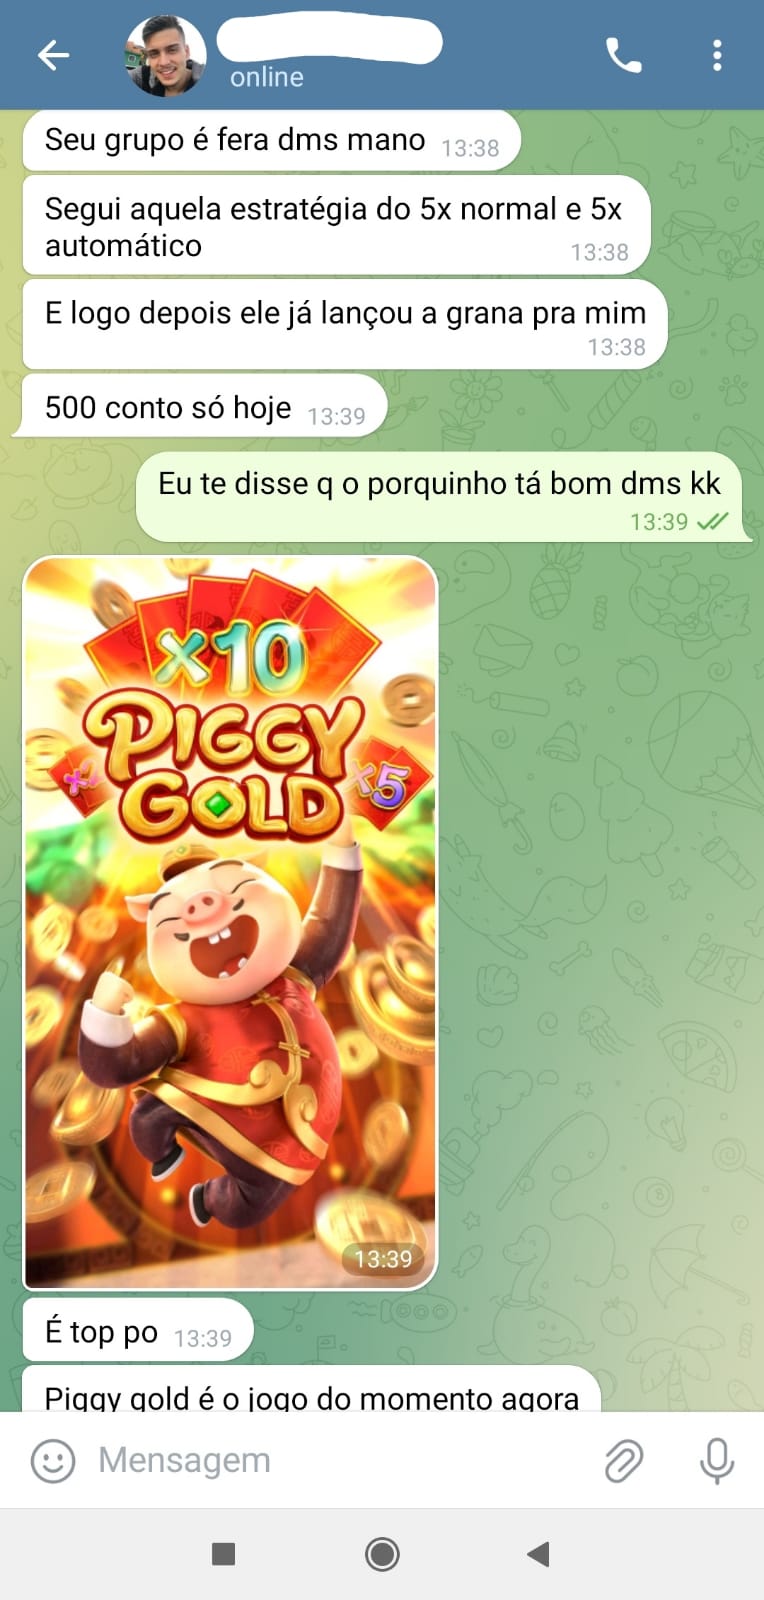 online
Seu grupo é fera dms mano 13:38
Segui aquela estratégia do 5x normal e 5x
automático 13:38
E logo depois ele já lançou a grana pra mim
13:38
500 conto só hoje 13:39
Eu te disse q o porquinho tá bom dms kk
13:39
x10
PIGGY
x2
x5
GOLD
13:39
É top po 13:39
Piggy gold é o jogo do momento agora
Mensagem